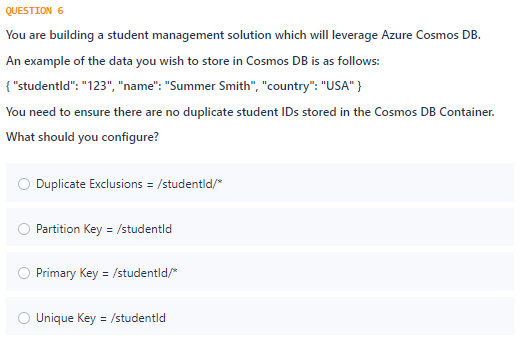 QUESTION 6
You are building a student management solution which will leverage Azure Cosmos DB.
An example of the data you wish to store in Cosmos DB is as follows:
{ "studentId": "123", "name": "Summer Smith", "country": "USA" }
You need to ensure there are no duplicate student IDs stored in the Cosmos DB Container.
What should you configure?
Duplicate Exclusions = /studentId/*
Partition Key = /studentId
Primary Key = /studentId/*
Unique Key = /studentId